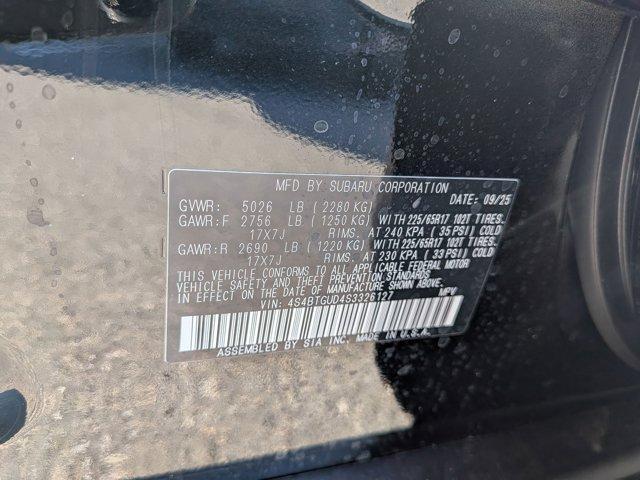 MFD BY SUBARU CORPORATION
DATE: 09/25
GVWR: 5026 LB ( 2280 KG)
GAWR:F 2756 LB ( 1250 KG) WITH 225/65R17 102T TIRES.
17X7J RIMS. AT 240 KPA ( 35 PSI) COLD
GAWR:R 2690 LB ( 1220 KG) WITH 225/65R17 102T TIRES.
17X7J RIMS. AT 230 KPA ( 33 PSI) COLD
THIS VEHICLE CONFORMS TO ALL APPLICABLE FEDERAL MOTOR
VEHICLE SAFETY AND THEFT PREVENTION STANDARDS
IN EFFECT ON THE DATE OF MANUFACTURE SHOWN ABOVE.
VIN: 4S4BTGUD4S3326127 MPV
ASSEMBLED BY SIA INC. MADE IN U.S.A.